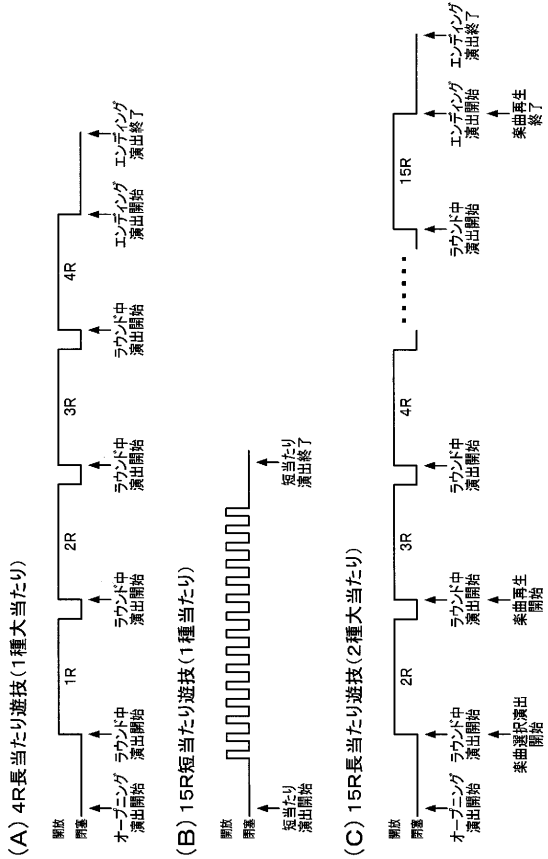 (A) 4R長当たり遊技(1種大当たり)
開放
閉塞
1R
2R
3R
4R
オープニング
演出開始
ラウンド中
演出開始
ラウンド中
演出開始
ラウンド中
演出開始
ラウンド中
演出開始
エンディング
演出開始
エンディング
演出終了
(B) 15R短当たり遊技(1種当たり)
開放
閉塞
短当たり
演出開始
短当たり
演出終了
(C) 15R長当たり遊技(2種大当たり)
開放
閉塞
2R
3R
4R
15R
オープニング
演出開始
ラウンド中
演出開始
ラウンド中
演出開始
ラウンド中
演出開始
ラウンド中
演出開始
エンディング
演出開始
エンディング
演出終了
楽曲選択演出
開始
楽曲再生
開始
楽曲再生
終了